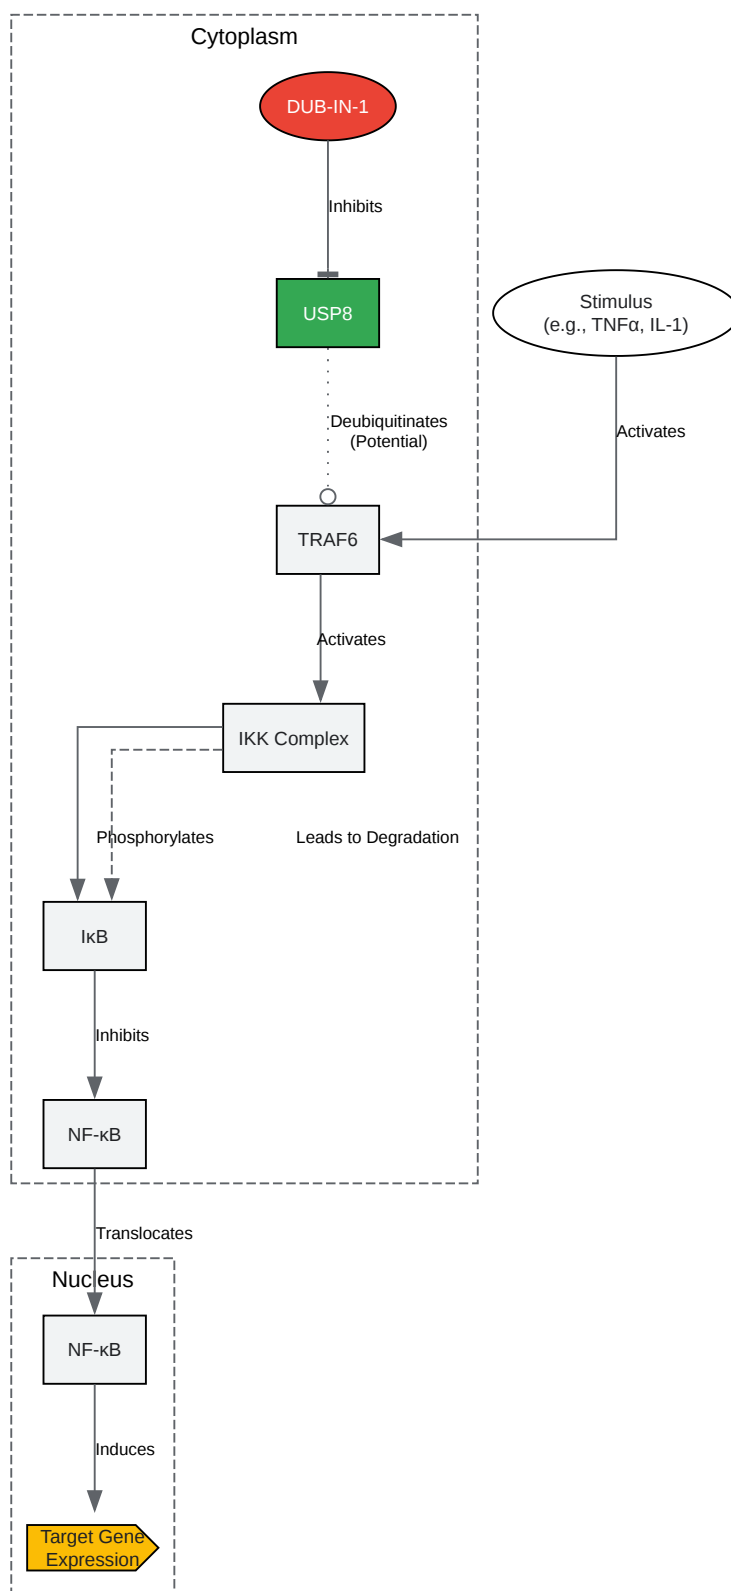 Cytoplasm
DUB-IN-1
Inhibits
USP8
Stimulus
(e.g., TNFα, IL-1)
Deubiquitinates
(Potential)
Activates
TRAF6
Activates
IKK Complex
Phosphorylates
Leads to Degradation
IκB
Inhibits
NF-κB
Translocates
Nucleus
NF-κB
Induces
Target Gene
Expression